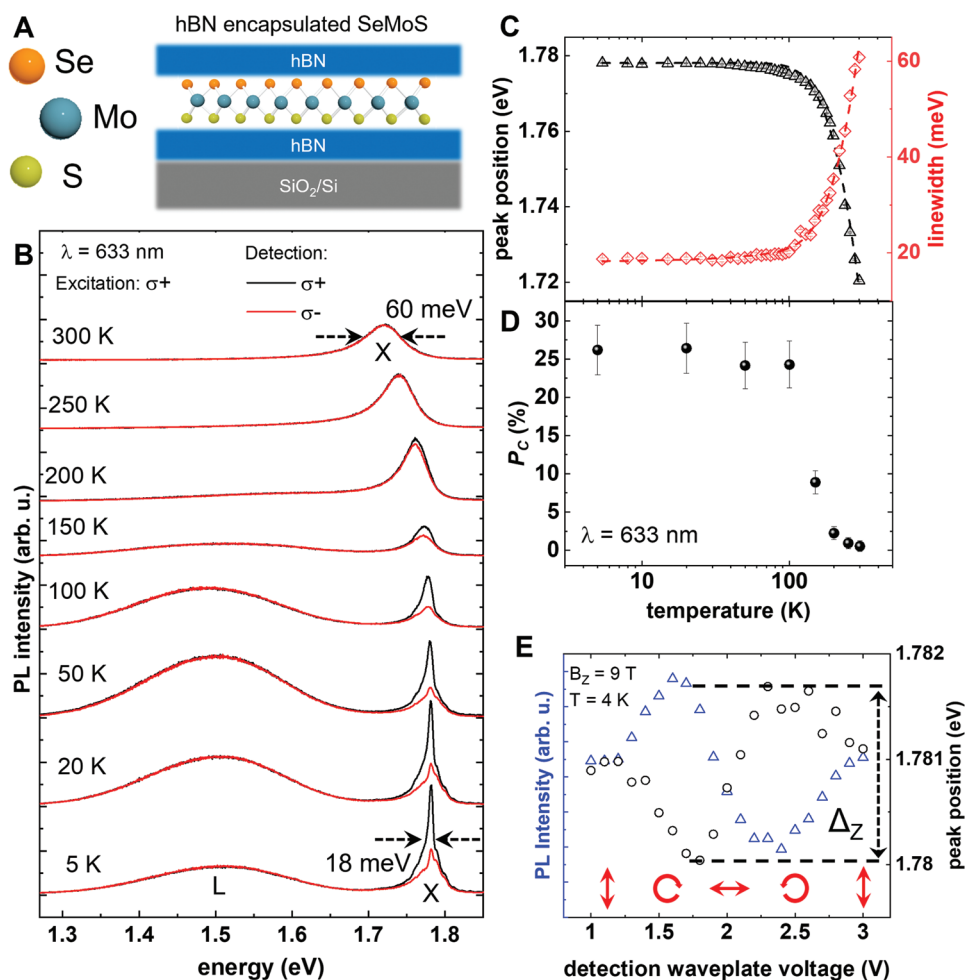 A
hBN encapsulated SeMoS
Se
Mo
S
hBN
hBN
SiO2/Si
B
λ = 633 nm
Excitation: σ+
Detection:
σ+
σ-
300 K
60 meV
X
250 K
200 K
150 K
100 K
50 K
20 K
5 K
18 meV
L
X
PL intensity (arb. u.)
1.3 1.4 1.5 1.6 1.7 1.8
energy (eV)
C
1.78
1.76
1.74
1.72
peak position (eV)
60
40
20
linewidth (meV)
D
30
25
20
15
10
5
0
PC (%)
λ = 633 nm
10 100
temperature (K)
E
BZ = 9 T
T = 4 K
PL Intensity (arb. u.)
1.782
1.781
1.78
1.779
peak position (eV)
ΔZ
1 1.5 2 2.5 3
detection waveplate voltage (V)